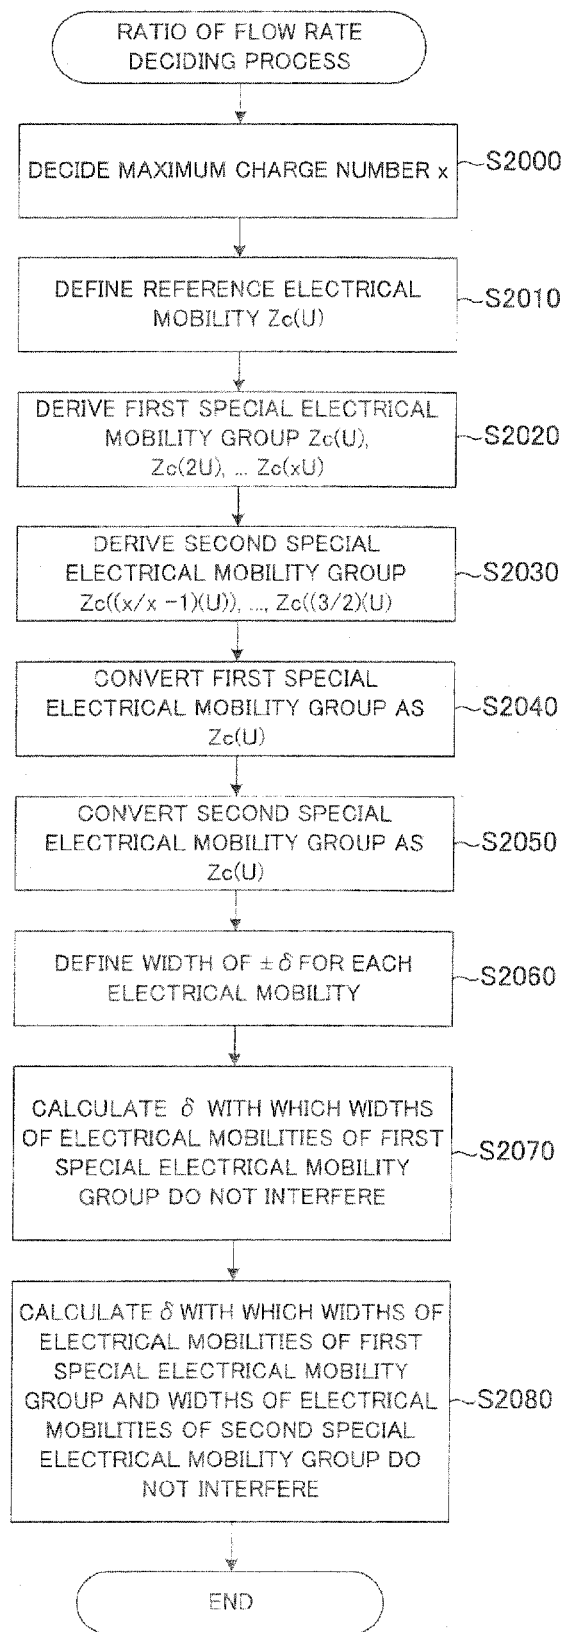 RATIO OF FLOW RATE
DECIDING PROCESS
DECIDE MAXIMUM CHARGE NUMBER x
S2000
DEFINE REFERENCE ELECTRICAL
MOBILITY Zc(U)
S2010
DERIVE FIRST SPECIAL ELECTRICAL
MOBILITY GROUP Zc(U),
Zc(2U), ... Zc(xU)
S2020
DERIVE SECOND SPECIAL
ELECTRICAL MOBILITY GROUP
Zc((x/x -1)(U)), ..., Zc((3/2)(U)
S2030
CONVERT FIRST SPECIAL
ELECTRICAL MOBILITY GROUP AS
Zc(U)
S2040
CONVERT SECOND SPECIAL
ELECTRICAL MOBILITY GROUP AS
Zc(U)
S2050
DEFINE WIDTH OF ±δ FOR EACH
ELECTRICAL MOBILITY
S2060
CALCULATE δ WITH WHICH WIDTHS
OF ELECTRICAL MOBILITIES OF FIRST
SPECIAL ELECTRICAL MOBILITY
GROUP DO NOT INTERFERE
S2070
CALCULATE δ WITH WHICH WIDTHS OF
ELECTRICAL MOBILITIES OF FIRST
SPECIAL ELECTRICAL MOBILITY
GROUP AND WIDTHS OF ELECTRICAL
MOBILITIES OF SECOND SPECIAL
ELECTRICAL MOBILITY GROUP DO
NOT INTERFERE
S2080
END